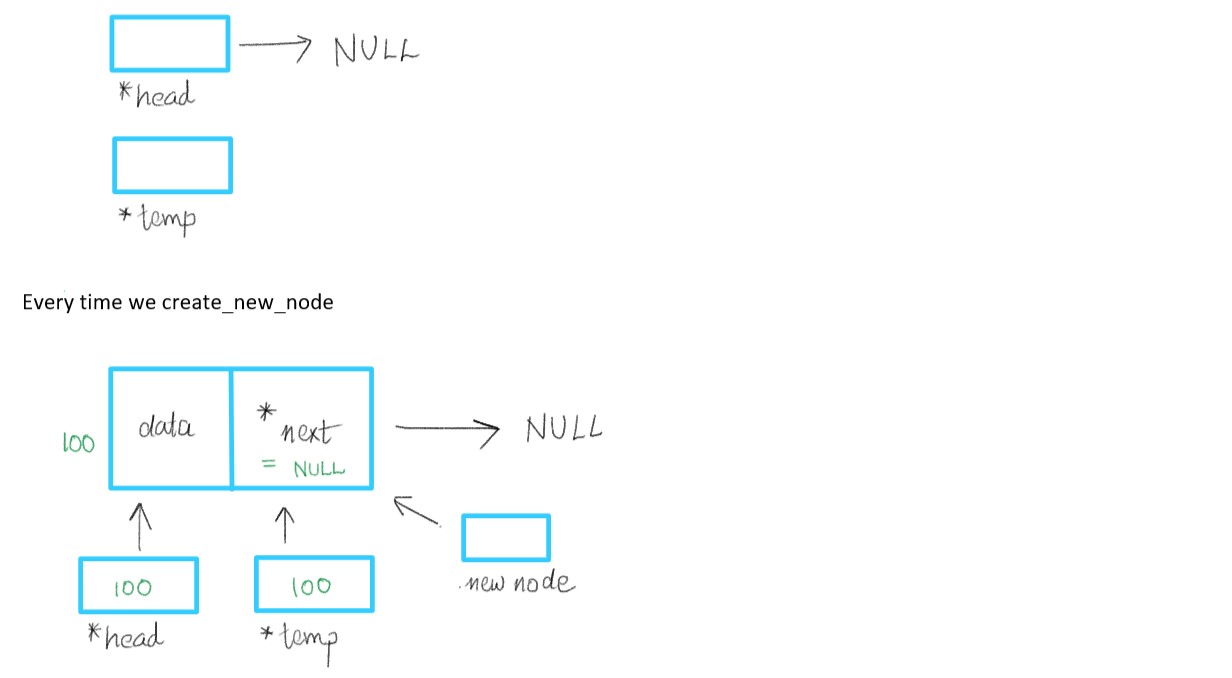 NULL
*head
*temp
Every time we create_new_node
100
data
*
next
= NULL
NULL
100
*head
100
*temp
new node